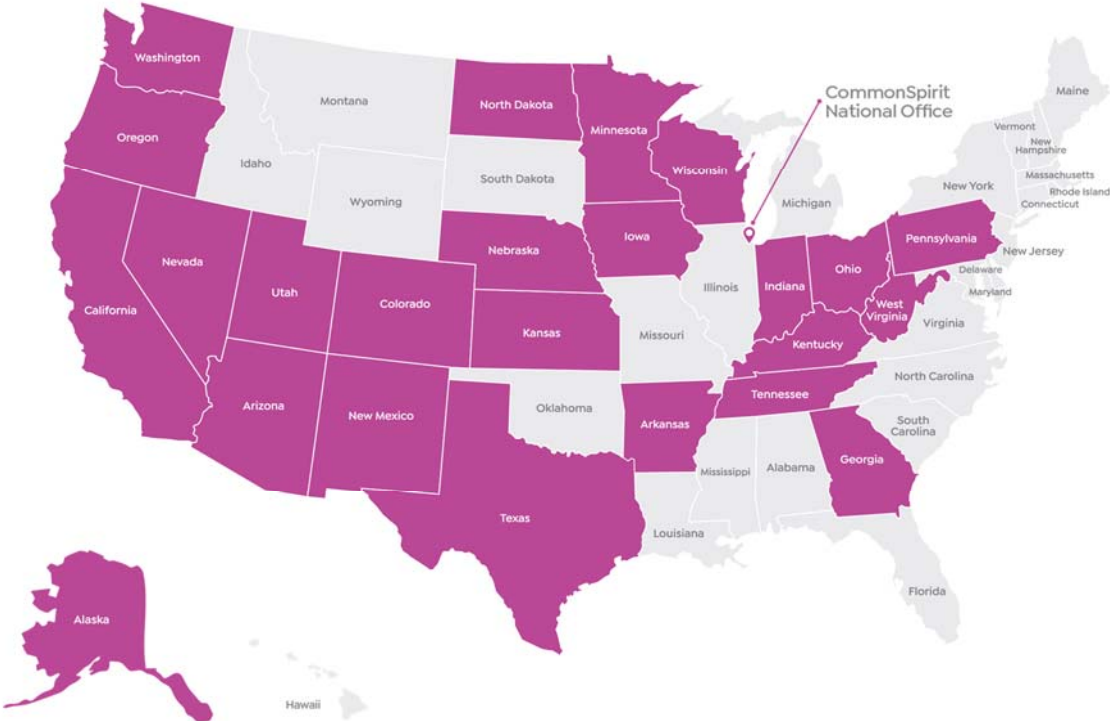 Washington
Montana
North Dakota
Minnesota
CommonSpirit
National Office
Maine
Vermont
New
Hampshire
Oregon
Idaho
South Dakota
Wisconsin
Michigan
New York
Massachusetts
Rhode Island
Connecticut
Wyoming
Nebraska
Iowa
Pennsylvania
New Jersey
Nevada
Utah
Colorado
Illinois
Indiana
Ohio
Delaware
Maryland
California
Kansas
Missouri
West
Virginia
Virginia
Kentucky
Arizona
New Mexico
Oklahoma
Arkansas
Tennessee
North Carolina
South
Carolina
Mississippi
Alabama
Georgia
Texas
Louisiana
Florida
Alaska
Hawaii